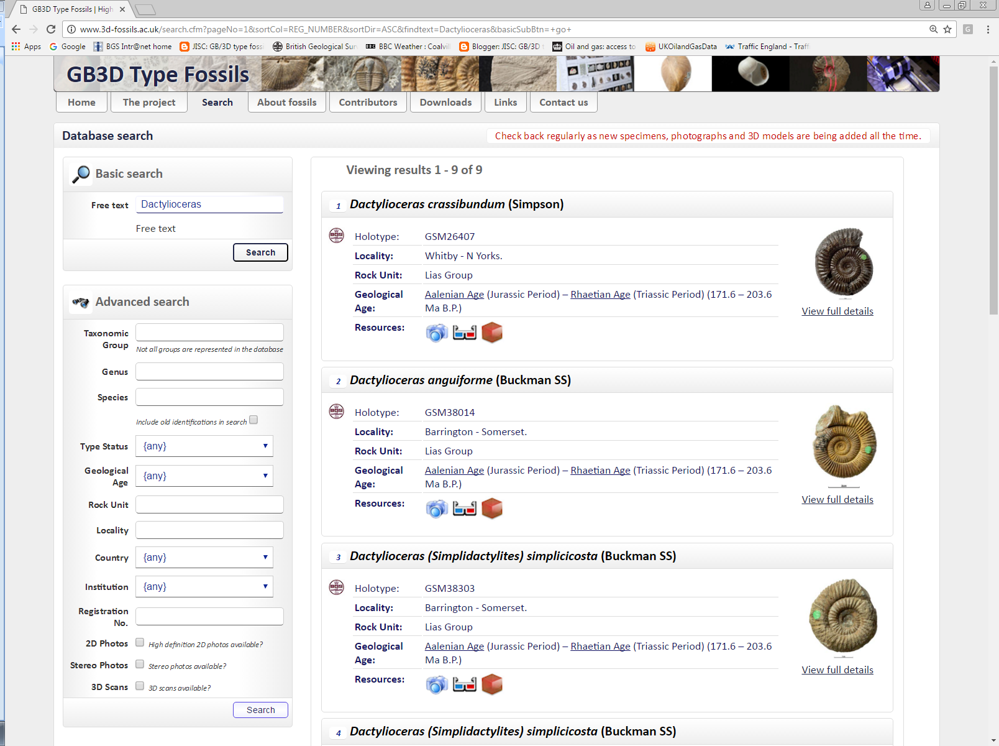 GB3D Type Fossils | High
www.3d-fossils.ac.uk/search.cfm?pageNo=1&sortCol=REG_NUMBER&sortDir=ASC&findtext=Dactylioceras&basicSubBtn=+go+
Apps Google BGS Intr@net home JISC: GB/3D type foss British Geological Sur BBC Weather : Coalvil Blogger: JISC: GB/3D Oil and gas: access to UKOilandGasData Traffic England - Traff
GB3D Type Fossils
Home The project Search About fossils Contributors Downloads Links Contact us
Database search
Check back regularly as new specimens, photographs and 3D models are being added all the time.
Basic search
Free text Dactylioceras
Free text
Search
Advanced search
Taxonomic Group
Not all groups are represented in the database
Genus
Species
Include old identifications in search
Type Status {any}
Geological Age {any}
Rock Unit
Locality
Country {any}
Institution {any}
Registration No.
2D Photos High definition 2D photos available?
Stereo Photos Stereo photos available?
3D Scans 3D scans available?
Search
Viewing results 1 - 9 of 9
1 Dactylioceras crassibundum (Simpson)
BGS
Holotype: GSM26407
Locality: Whitby - N Yorks.
Rock Unit: Lias Group
Geological Age: Aalenian Age (Jurassic Period) – Rhaetian Age (Triassic Period) (171.6 – 203.6
Ma B.P.)
Resources:
View full details
2 Dactylioceras anguiforme (Buckman SS)
BGS
Holotype: GSM38014
Locality: Barrington - Somerset.
Rock Unit: Lias Group
Geological Age: Aalenian Age (Jurassic Period) – Rhaetian Age (Triassic Period) (171.6 – 203.6
Ma B.P.)
Resources:
View full details
3 Dactylioceras (Simplidactylites) simplicicosta (Buckman SS)
BGS
Holotype: GSM38303
Locality: Barrington - Somerset.
Rock Unit: Lias Group
Geological Age: Aalenian Age (Jurassic Period) – Rhaetian Age (Triassic Period) (171.6 – 203.6
Ma B.P.)
Resources:
View full details
4 Dactylioceras (Simplidactylites) simplicicosta (Buckman SS)